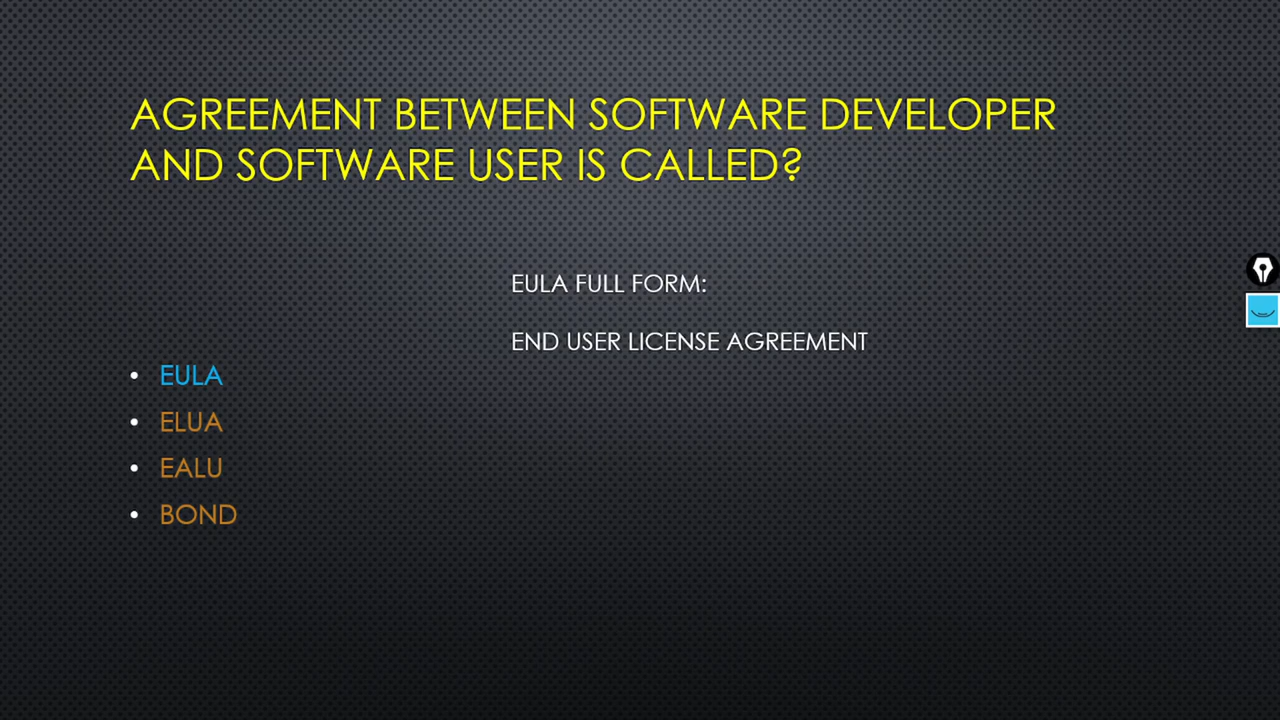 AGREEMENT BETWEEN SOFTWARE DEVELOPER
AND SOFTWARE USER IS CALLED?
EULA FULL FORM:
END USER LICENSE AGREEMENT
• EULA
• ELUA
• EALU
• BOND